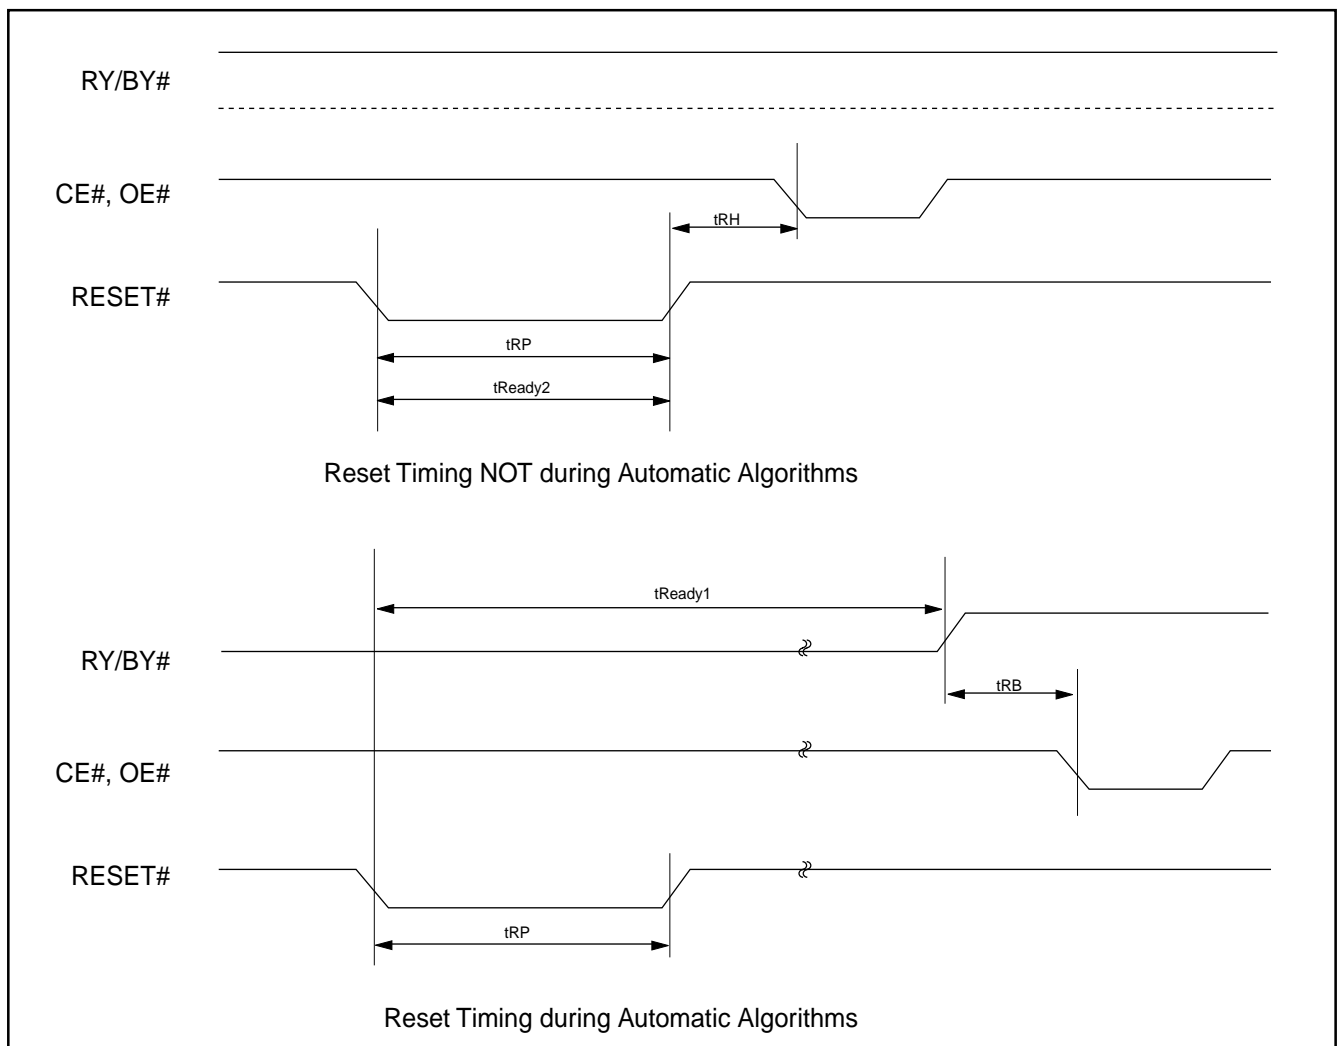 RY/BY#
CE#, OE#
tRH
RESET#
tRP
tReady2
Reset Timing NOT during Automatic Algorithms
tReady1
RY/BY#
tRB
CE#, OE#
RESET#
tRP
Reset Timing during Automatic Algorithms